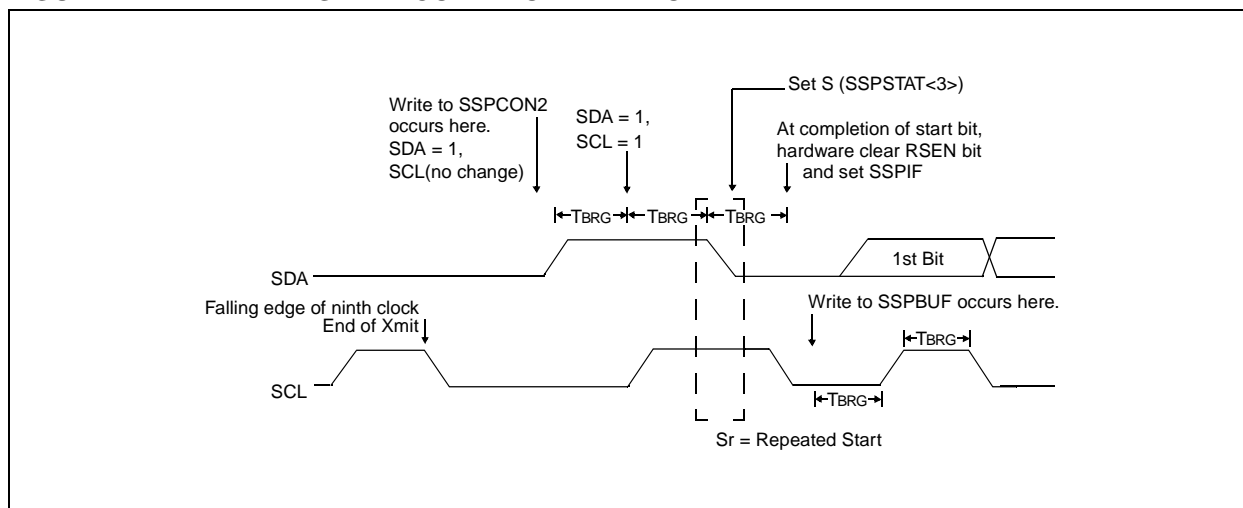 Set S (SSPSTAT<3>)
Write to SSPCON2
occurs here.
SDA = 1,
SCL(no change)
SDA = 1,
SCL = 1
At completion of start bit,
hardware clear RSEN bit
and set SSPIF
TBRG
TBRG
TBRG
SDA
1st Bit
Falling edge of ninth clock
End of Xmit
Write to SSPBUF occurs here.
TBRG
SCL
TBRG
Sr = Repeated Start